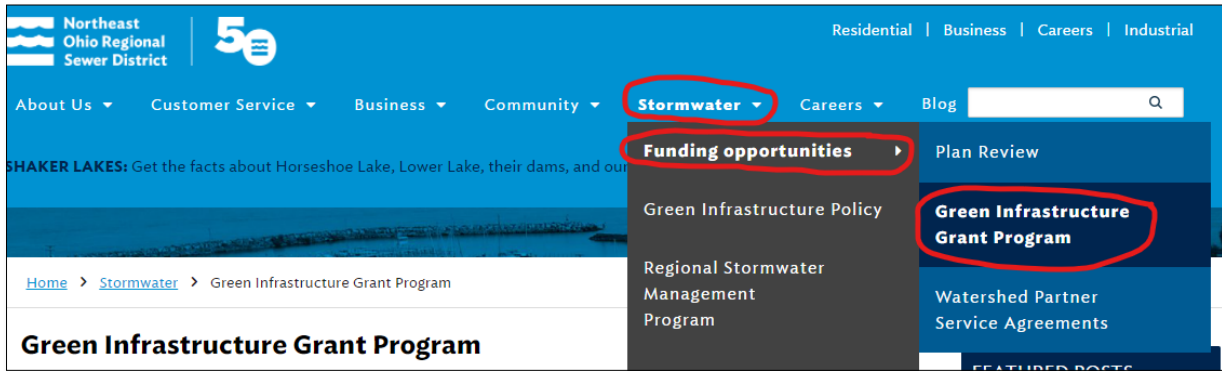 Northeast
Ohio Regional
Sewer District
50
Residential | Business | Careers | Industrial
About Us Customer Service Business Community Stormwater Careers Blog
SHAKER LAKES: Get the facts about Horseshoe Lake, Lower Lake, their dams, and our
Funding opportunities
Green Infrastructure Policy
Regional Stormwater
Management
Program
Plan Review
Green Infrastructure
Grant Program
Watershed Partner
Service Agreements
Home > Stormwater > Green Infrastructure Grant Program
Green Infrastructure Grant Program
FEATURED POSTS